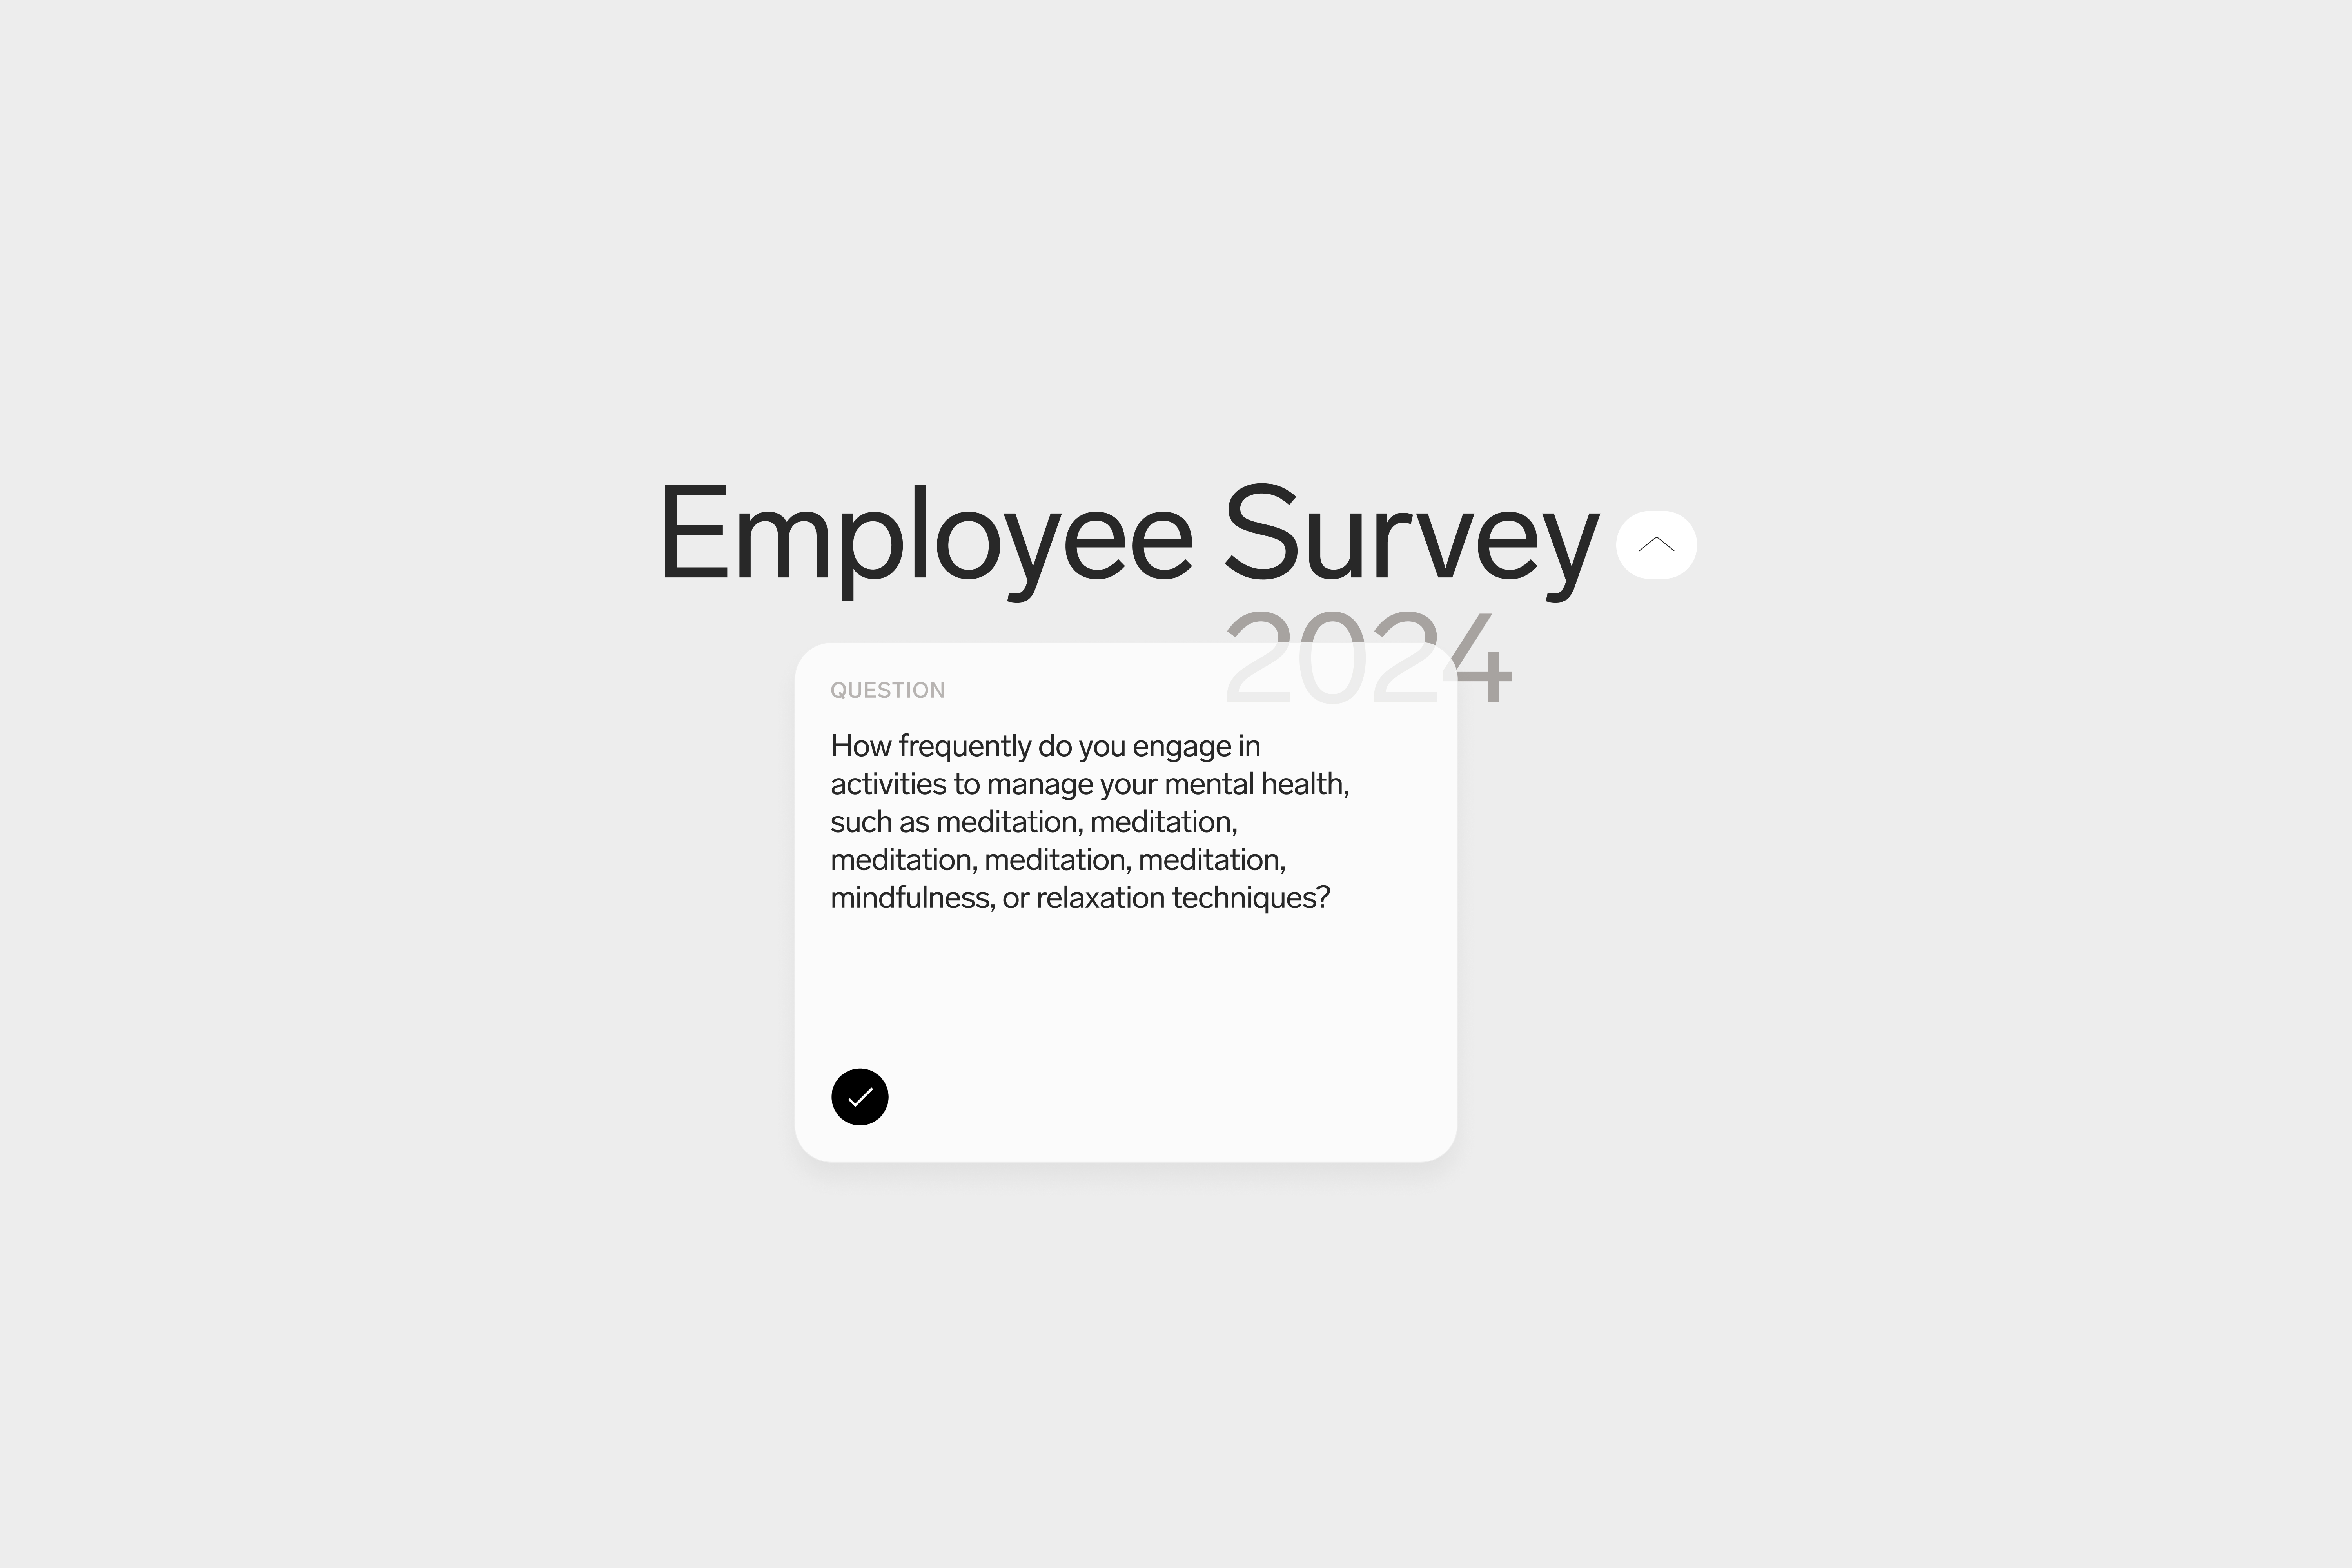 Employee Survey
2024
QUESTION
How frequently do you engage in
activities to manage your mental health,
such as meditation, meditation,
meditation, meditation, meditation,
mindfulness, or relaxation techniques?